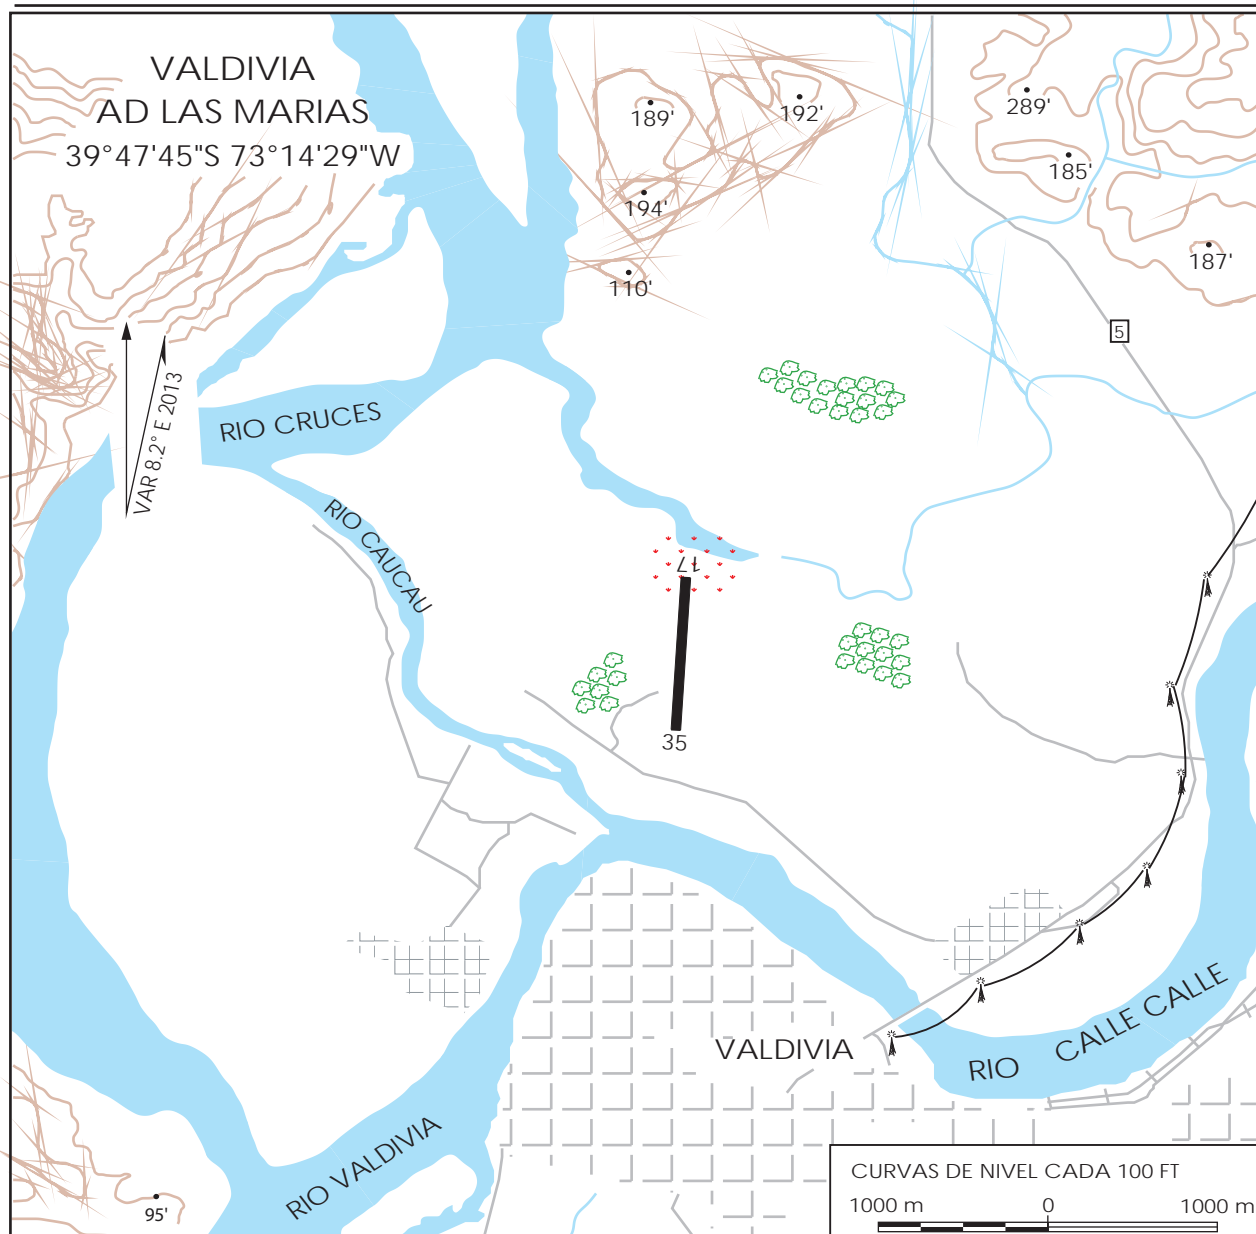 VALDIVIA
AD LAS MARIAS
39°47'45"S 73°14'29"W
189'
192'
289'
185'
194'
187'
110'
5
VAR 8.2° E 2013
RIO CRUCES
RIO CAUCAU
17
35
VALDIVIA
RIO CALLE CALLE
RIO VALDIVIA
95'
CURVAS DE NIVEL CADA 100 FT
1000 m 0 1000 m